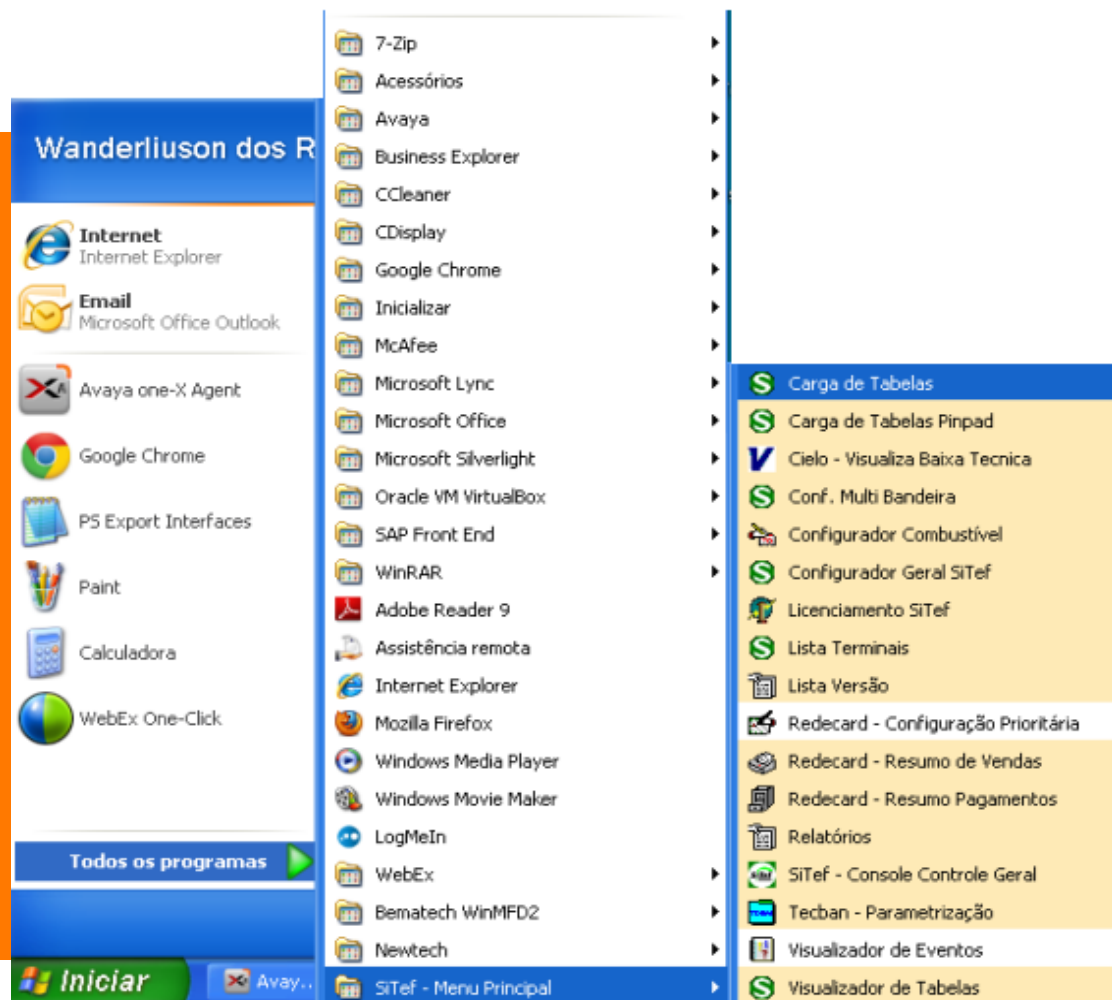 Wanderliuson dos R
Internet
Internet Explorer
Email
Microsoft Office Outlook
Avaya one-X Agent
Google Chrome
PS Export Interfaces
Paint
Calculadora
WebEx One-Click
Todos os programas
Iniciar
Avay..
7-Zip
Acessórios
Avaya
Business Explorer
CCleaner
CDisplay
Google Chrome
Inicializar
McAfee
Microsoft Lync
Microsoft Office
Microsoft Silverlight
Oracle VM VirtualBox
SAP Front End
WinRAR
Adobe Reader 9
Assistência remota
Internet Explorer
Mozilla Firefox
Windows Media Player
Windows Movie Maker
LogMeIn
WebEx
Bematech WinMFD2
Newtech
SiTef - Menu Principal
Carga de Tabelas
Carga de Tabelas Pinpad
Cielo - Visualiza Baixa Tecnica
Conf. Multi Bandeira
Configurador Combustível
Configurador Geral SiTef
Licenciamento SiTef
Lista Terminais
Lista Versão
Redecard - Configuração Prioritária
Redecard - Resumo de Vendas
Redecard - Resumo Pagamentos
Relatórios
SiTef - Console Controle Geral
Tecban - Parametrização
Visualizador de Eventos
Visualizador de Tabelas